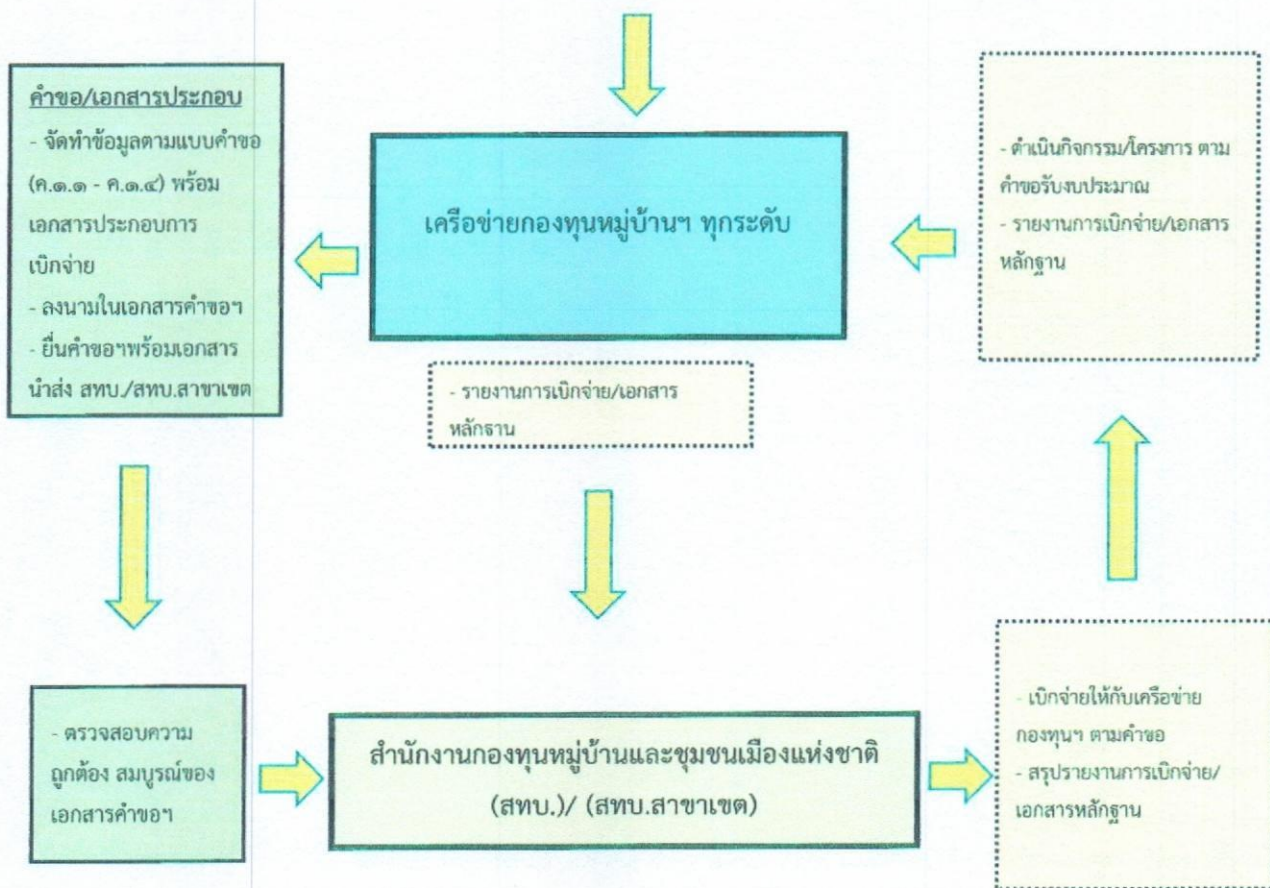 คำขอ/เอกสารประกอบ
- จัดทำข้อมูลตามแบบคำขอ
(ค.๑.๑ - ค.๑.๔) พร้อม
เอกสารประกอบการ
เบิกจ่าย
- ลงนามในเอกสารคำขอฯ
- ยื่นคำขอฯพร้อมเอกสาร
นำส่ง สทบ./สทบ.สาขาเขต
เครือข่ายกองทุนหมู่บ้านฯ ทุกระดับ
- รายงานการเบิกจ่าย/เอกสาร
หลักฐาน
- ดำเนินกิจกรรม/โครงการ ตาม
คำขอรับงบประมาณ
- รายงานการเบิกจ่าย/เอกสาร
หลักฐาน
- ตรวจสอบความ
ถูกต้อง สมบูรณ์ของ
เอกสารคำขอฯ
สำนักงานกองทุนหมู่บ้านและชุมชนเมืองแห่งชาติ
(สทบ.)/ (สทบ.สาขาเขต)
- เบิกจ่ายให้กับเครือข่าย
กองทุนฯ ตามคำขอ
- สรุปรายงานการเบิกจ่าย/
เอกสารหลักฐาน